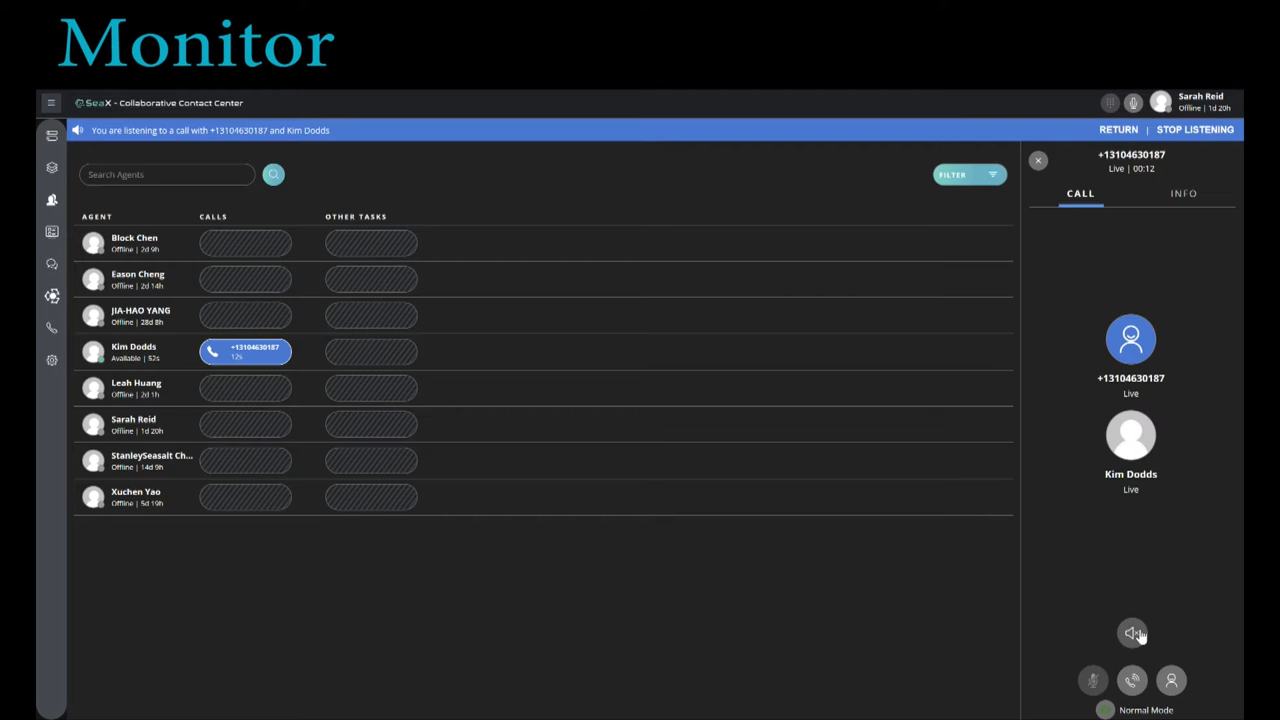 Monitor
SeaX - Collaborative Contact Center
Sarah Reid
Offline | 1d 20h
You are listening to a call with +13104630187 and Kim Dodds
RETURN | STOP LISTENING
Search Agents
FILTER
AGENT CALLS OTHER TASKS
Block Chen
Offline | 2d 9h
Eason Cheng
Offline | 2d 14h
JIA-HAO YANG
Offline | 28d 8h
Kim Dodds
Available | 52s
+13104630187
12s
Leah Huang
Offline | 2d 1h
Sarah Reid
Offline | 1d 20h
StanleySeasalt Ch...
Offline | 14d 9h
Xuchen Yao
Offline | 5d 19h
+13104630187
Live | 00:12
CALL INFO
+13104630187
Live
Kim Dodds
Live
Normal Mode